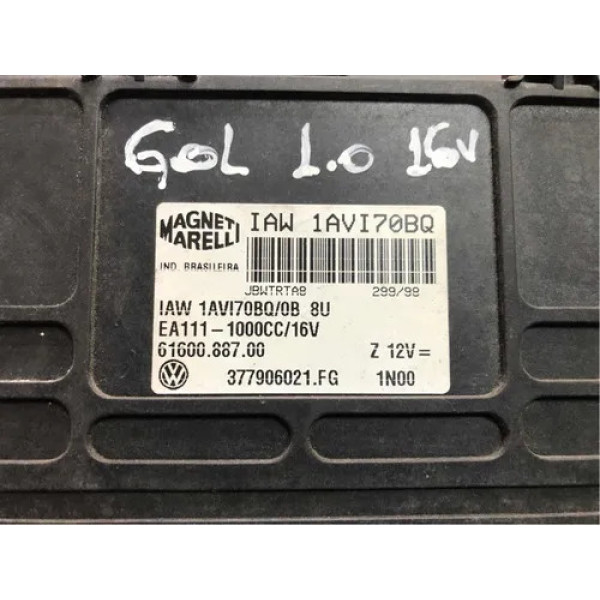 GOL 1.0 16V
MAGNETI MARELLI IAW 1AVI70BQ
IND. BRASILEIRA
JBWTRTA8 299/98
IAW 1AVI70BQ/0B 8U
EA111-1000CC/16V
61600.887.00 Z 12V=
VW 377906021.FG 1N00